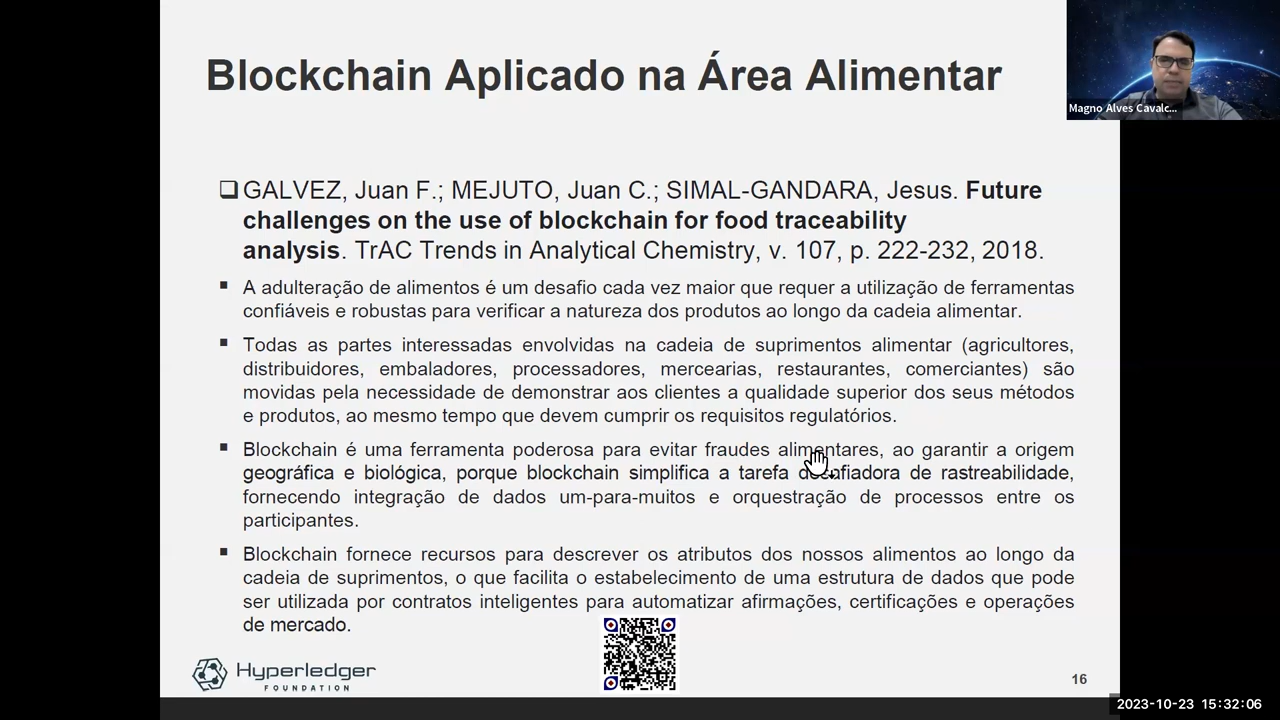 Blockchain Aplicado na Área Alimentar
Magno Alves Cavalc...
❑ GALVEZ, Juan F.; MEJUTO, Juan C.; SIMAL-GANDARA, Jesus. Future
challenges on the use of blockchain for food traceability
analysis. TrAC Trends in Analytical Chemistry, v. 107, p. 222-232, 2018.
▪ A adulteração de alimentos é um desafio cada vez maior que requer a utilização de ferramentas
confiáveis e robustas para verificar a natureza dos produtos ao longo da cadeia alimentar.
▪ Todas as partes interessadas envolvidas na cadeia de suprimentos alimentar (agricultores,
distribuidores, embaladores, processadores, mercearias, restaurantes, comerciantes) são
movidas pela necessidade de demonstrar aos clientes a qualidade superior dos seus métodos
e produtos, ao mesmo tempo que devem cumprir os requisitos regulatórios.
▪ Blockchain é uma ferramenta poderosa para evitar fraudes alimentares, ao garantir a origem
geográfica e biológica, porque blockchain simplifica a tarefa desafiadora de rastreabilidade,
fornecendo integração de dados um-para-muitos e orquestração de processos entre os
participantes.
▪ Blockchain fornece recursos para descrever os atributos dos nossos alimentos ao longo da
cadeia de suprimentos, o que facilita o estabelecimento de uma estrutura de dados que pode
ser utilizada por contratos inteligentes para automatizar afirmações, certificações e operações
de mercado.
Hyperledger
FOUNDATION
16
2023-10-23 15:32:06